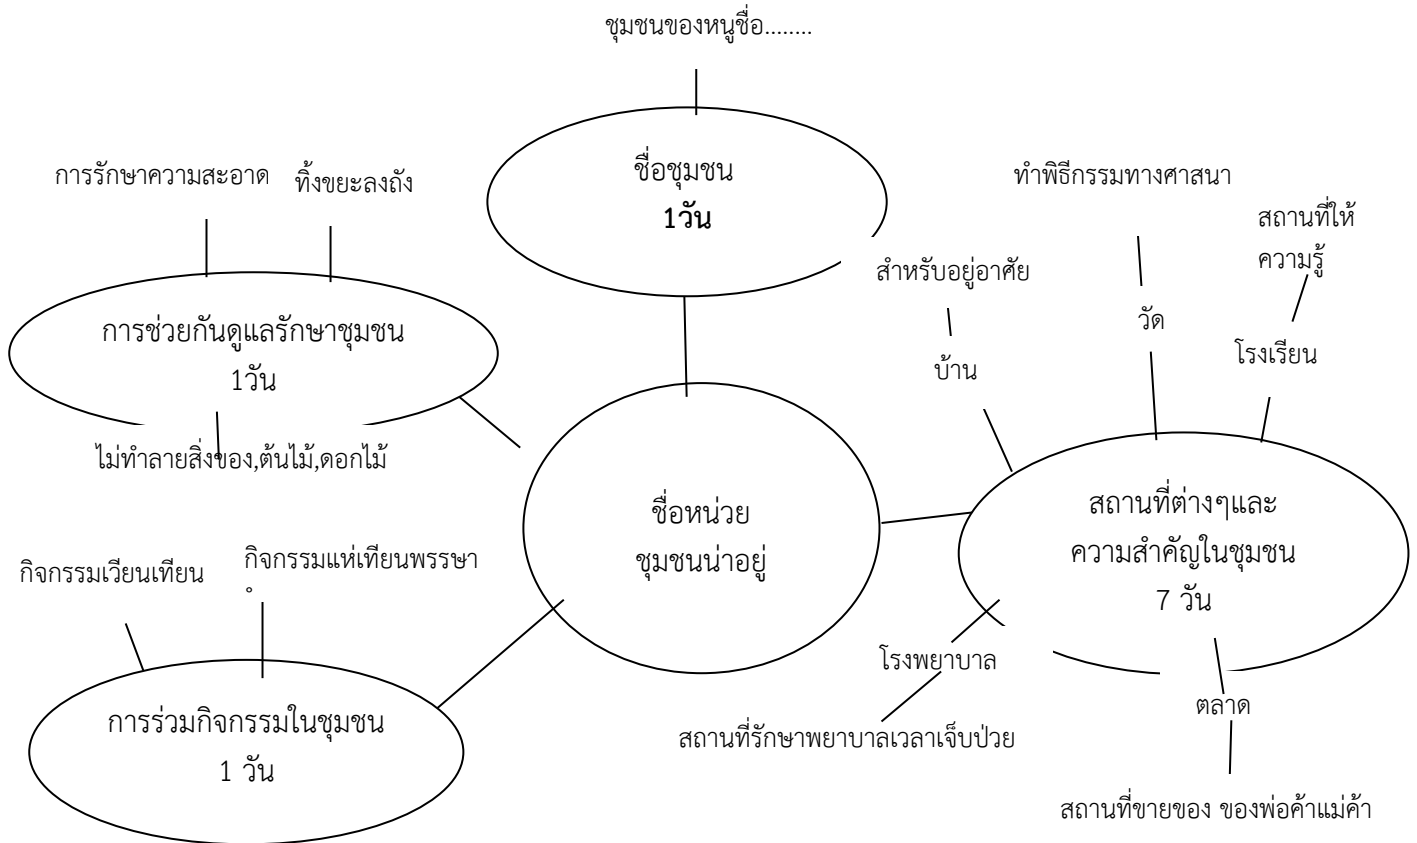 ชุมชนของหนูชื่อ........
ชื่อชุมชน
1วัน
การรักษาความสะอาด
ทิ้งขยะลงถัง
การช่วยกันดูแลรักษาชุมชน
1วัน
ไม่ทำลายสิ่งของ,ต้นไม้,ดอกไม้
ทำพิธีกรรมทางศาสนา
สถานที่ให้
ความรู้
สำหรับอยู่อาศัย
วัด
โรงเรียน
บ้าน
ชื่อหน่วย
ชุมชนน่าอยู่
สถานที่ต่างๆและ
ความสำคัญในชุมชน
7 วัน
กิจกรรมเวียนเทียน
กิจกรรมแห่เทียนพรรษา
การร่วมกิจกรรมในชุมชน
1 วัน
โรงพยาบาล
สถานที่รักษาพยาบาลเวลาเจ็บป่วย
ตลาด
สถานที่ขายของ ของพ่อค้าแม่ค้า